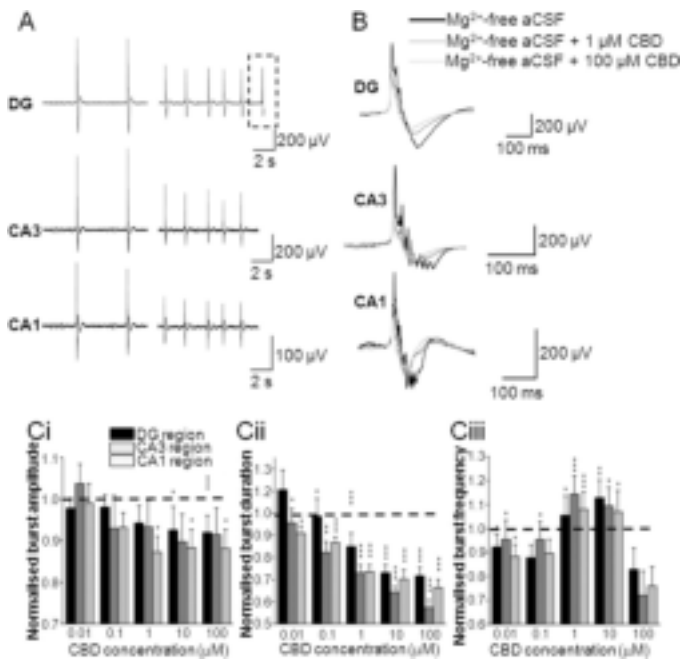 A
DG
200 µV
2 s
CA3
200 µV
2 s
CA1
100 µV
2 s
B
Mg²⁺-free aCSF
Mg²⁺-free aCSF + 1 µM CBD
Mg²⁺-free aCSF + 100 µM CBD
DG
200 µV
100 ms
CA3
200 µV
100 ms
CA1
200 µV
100 ms
Ci
DG region
CA3 region
CA1 region
Normalised burst amplitude
1.1
1.0
0.9
0.8
0.7
0.01 0.1 1 10 100
CBD concentration (µM)
Cii
Normalised burst duration
1.3
1.2
1.1
1.0
0.9
0.8
0.7
0.6
0.5
0.01 0.1 1 10 100
CBD concentration (µM)
Ciii
Normalised burst frequency
1.3
1.2
1.1
1.0
0.9
0.8
0.7
0.6
0.01 0.1 1 10 100
CBD concentration (µM)